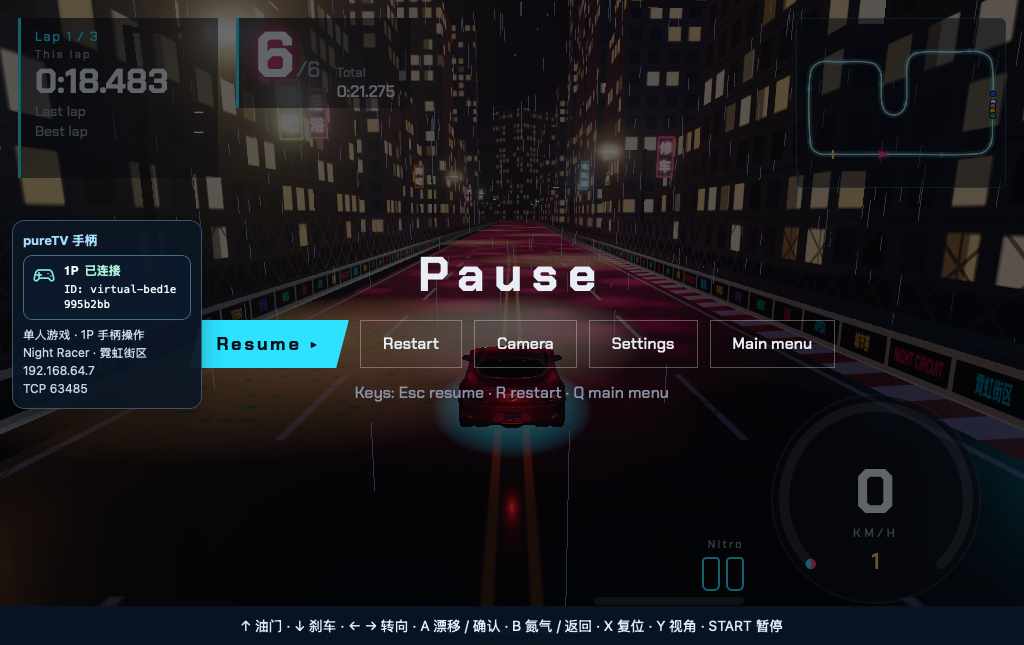 Lap 1 / 3
This lap
0:18.483
Last lap –
Best lap –
6/6
Total
0:21.275
修车
pureTV 手柄
1P 已连接
ID: virtual-bed1e
995b2bb
单人游戏 · 1P 手柄操作
Night Racer · 霓虹街区
192.168.64.7
TCP 63485
Pause
Resume ▸
Restart
Camera
Settings
Main menu
Keys: Esc resume · R restart · Q main menu
APEX
NIGHT CIRCUIT
霓虹街区
0
KM/H
1
Nitro
↑ 油门 · ↓ 刹车 · ← → 转向 · A 漂移 / 确认 · B 氮气 / 返回 · X 复位 · Y 视角 · START 暂停